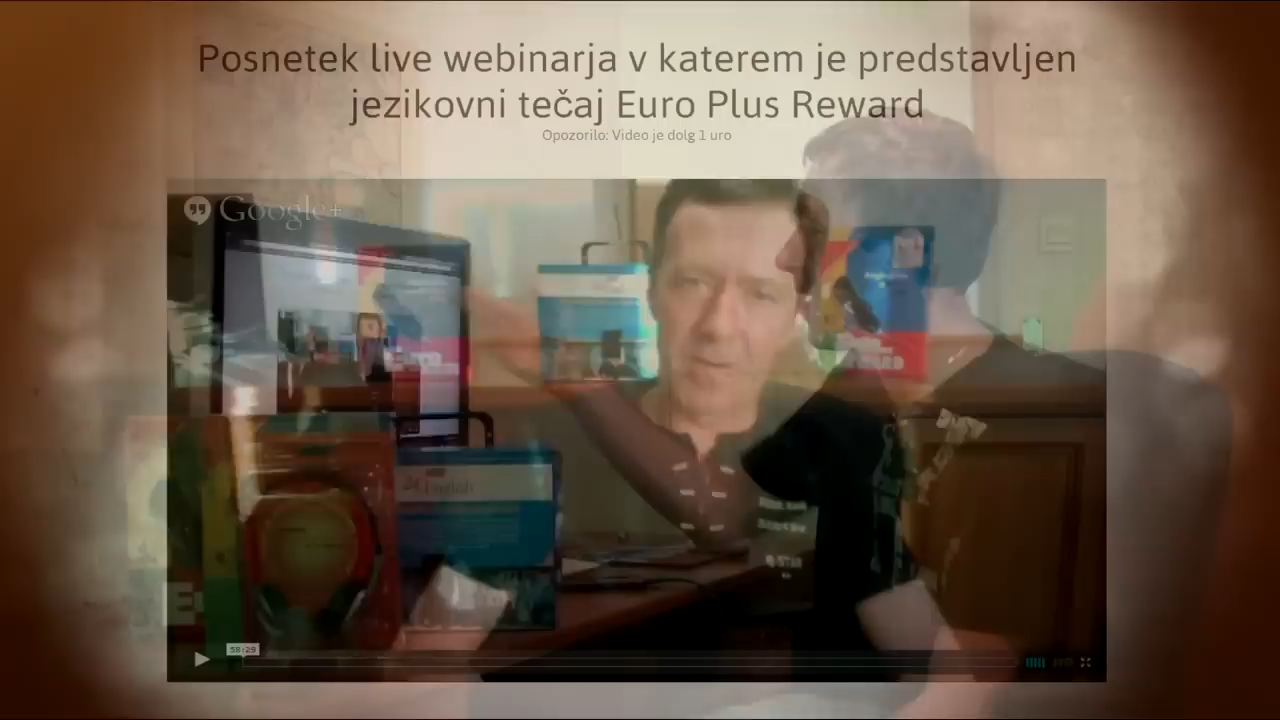 Posnetek live webinarja v katerem je predstavljen
jezikovni tečaj Euro Plus Reward
Opozorilo: Video je dolg 1 uro
Google+
English
58:29